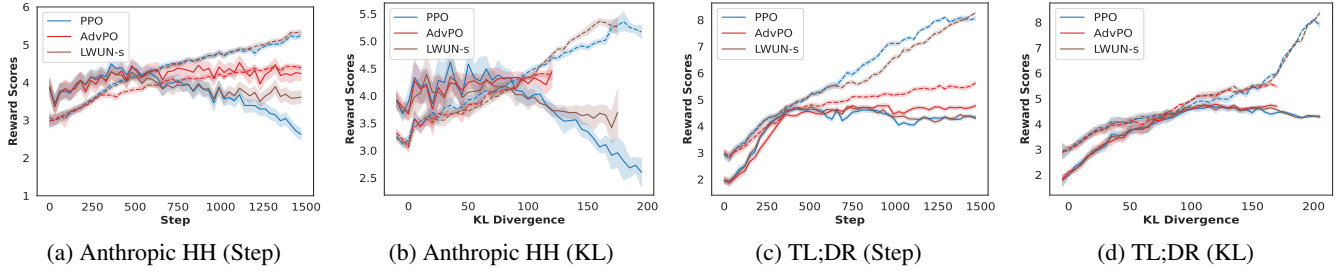 PPO
AdvPO
LWUN-s
Reward Scores
6
5
4
3
2
1
0 250 500 750 1000 1250 1500
Step
(a) Anthropic HH (Step)
PPO
AdvPO
LWUN-s
Reward Scores
5.5
5.0
4.5
4.0
3.5
3.0
2.5
0 50 100 150 200
KL Divergence
(b) Anthropic HH (KL)
PPO
AdvPO
LWUN-s
Reward Scores
8
7
6
5
4
3
2
0 250 500 750 1000 1250 1500
Step
(c) TL;DR (Step)
PPO
AdvPO
LWUN-s
Reward Scores
8
7
6
5
4
3
2
0 50 100 150 200
KL Divergence
(d) TL;DR (KL)